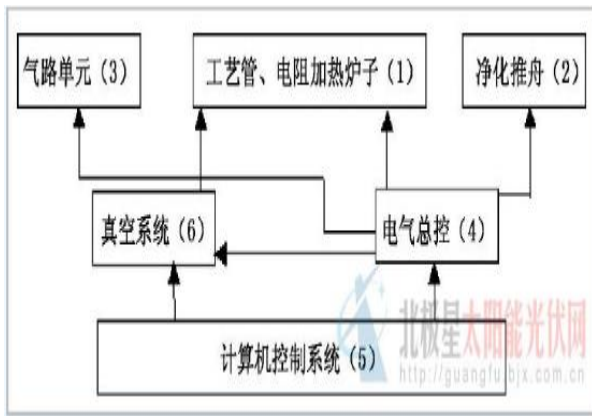 气路单元（3）
工艺管、电阻加热炉子（1）
净化推舟（2）
真空系统（6）
电气总控（4）
计算机控制系统（5）
北极星太阳能光伏网
http://guangfu.bjx.com.cn